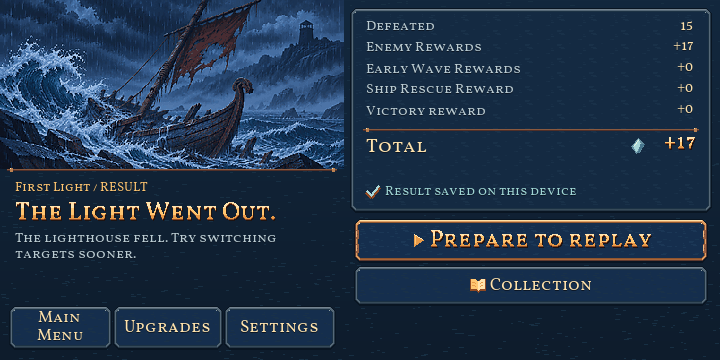 First Light / RESULT
The Light Went Out.
The lighthouse fell. Try switching
targets sooner.
Main
Menu
Upgrades
Settings
Defeated 15
Enemy Rewards +17
Early Wave Rewards +0
Ship Rescue Reward +0
Victory reward +0
Total +17
Result saved on this device
Prepare to replay
Collection